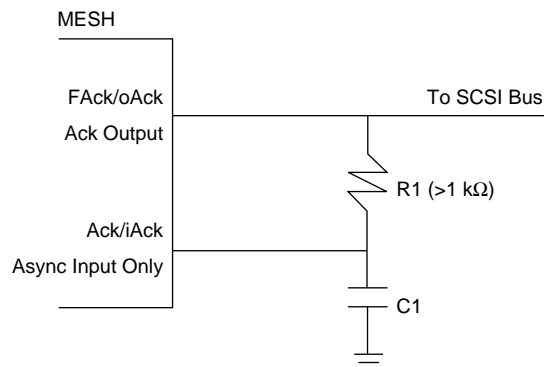 MESH
FAck/oAck
To SCSI Bus
Ack Output
R1 (>1 kΩ)
Ack/iAck
Async Input Only
C1